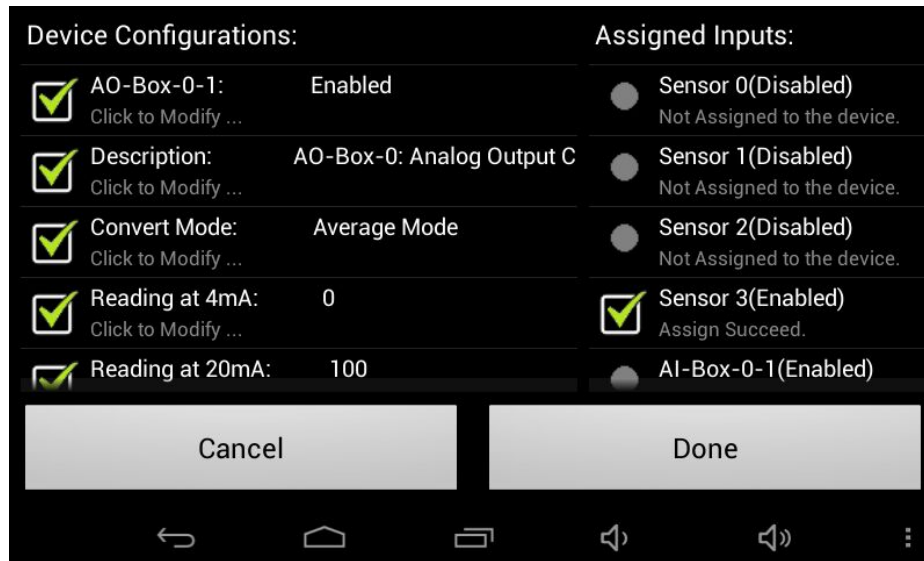 Device Configurations:
AO-Box-0-1: Enabled
Click to Modify ...
Description: AO-Box-0: Analog Output C
Click to Modify ...
Convert Mode: Average Mode
Click to Modify ...
Reading at 4mA: 0
Click to Modify ...
Reading at 20mA: 100
Assigned Inputs:
Sensor 0(Disabled)
Not Assigned to the device.
Sensor 1(Disabled)
Not Assigned to the device.
Sensor 2(Disabled)
Not Assigned to the device.
Sensor 3(Enabled)
Assign Succeed.
AI-Box-0-1(Enabled)
Cancel
Done